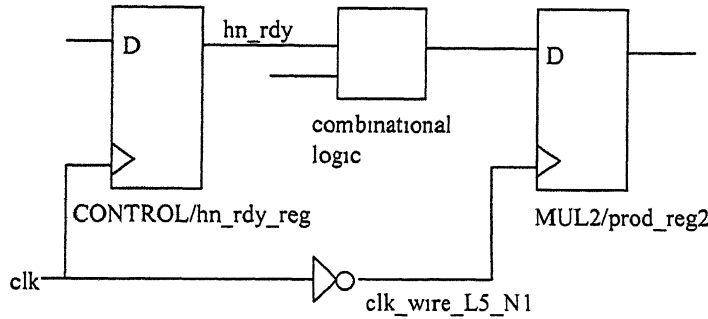 D
hn_rdy
D
combinational
logic
CONTROL/hn_rdy_reg
MUL2/prod_reg2
clk
clk_wire_L5_N1